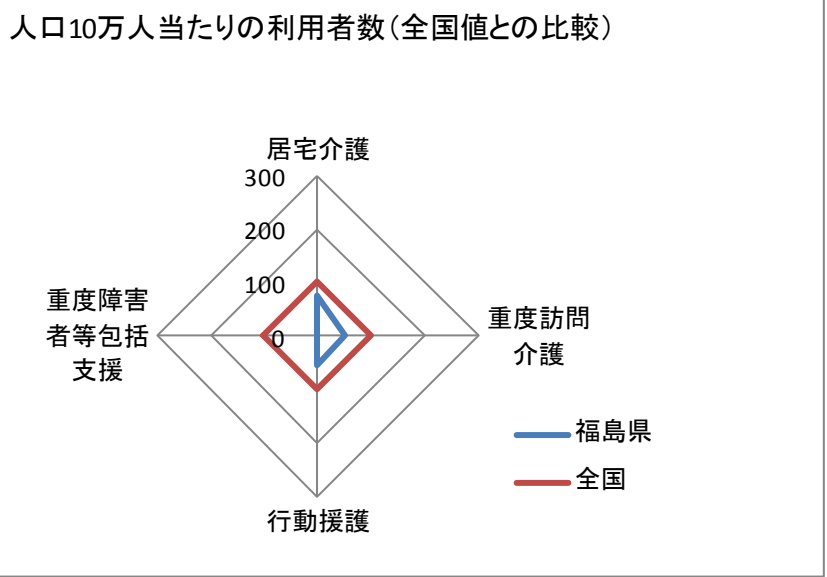 人口10万人当たりの利用者数（全国値との比較）
居宅介護
300
200
100
0
重度障害
者等包括
支援
重度訪問
介護
行動援護
福島県
全国